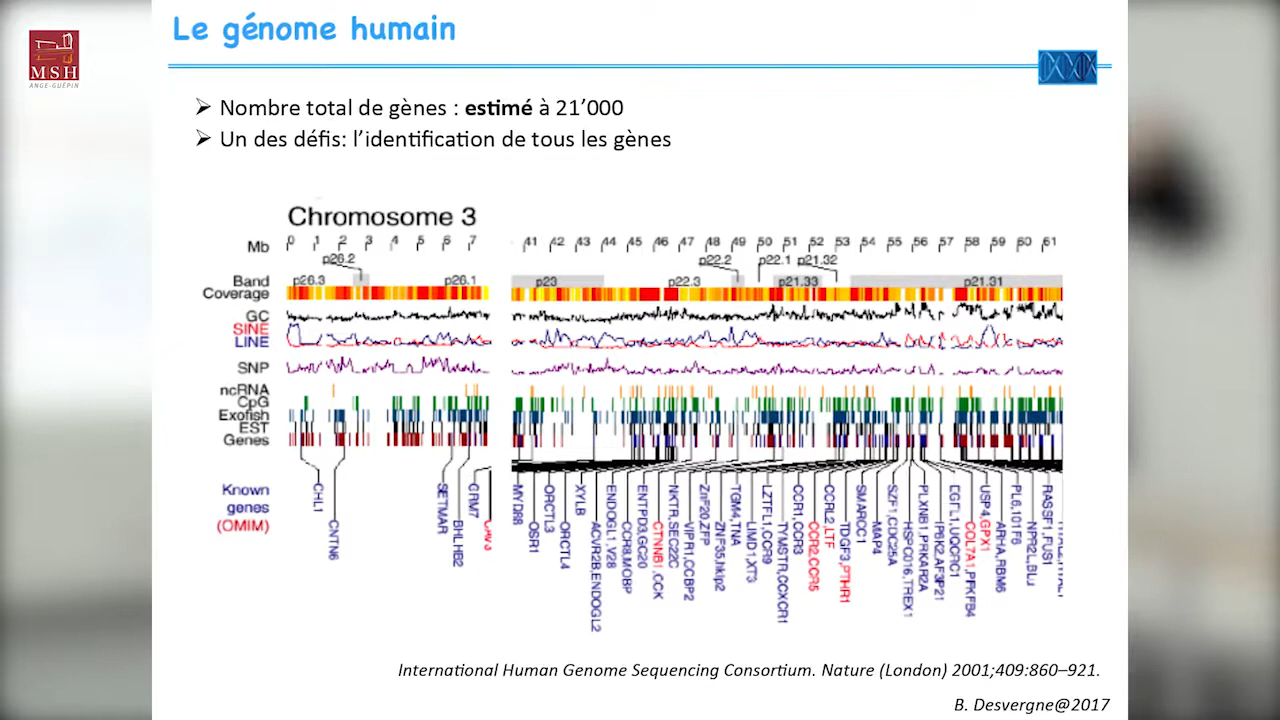 Le génome humain
MSH
ANGE-GUÉPIN
➢ Nombre total de gènes : estimé à 21’000
➢ Un des défis: l’identification de tous les gènes
Chromosome 3
Mb 0 1 2 3 4 5 6 7 41 42 43 44 45 46 47 48 49 50 51 52 53 54 55 56 57 58 59 60 61
p26.2 p22.2 p22.1 p21.32
Band p26.3 p26.1 p23 p22.3 p21.33 p21.31
Coverage
GC
SINE
LINE
SNP
ncRNA
CpG
Exofish
EST
Genes
Known
genes
(OMIM)
CHL1
CNTN6
SETMAR
BHLHB2
GRM7
MYD88
OSR1
ORCTL3
ORCTL4
XYLB
ACVR2B,ENDOGL2
ENDOGL1,V28
CCR8,MOBP
ENTPD3,GC20
CTNNB1,CCK
NKTR,SEC22C
VIPR1,CCBP2
ZnF20,ZFP
ZNF35,hkip2
TGM4,TNA
LIMD1,XT3
LZTFL1,CCR9
TYMSTR,CCXCR1
CCR1,CCR3
CCR2,CCR5
CCRL2,LTF
TDGF3,PTHR1
SMARCC1
MAP4
SZF1,CDC25A
HSPC016,TREX1
PLXNB1,PRKAR2A
IP6K2,AF3P21
EGFL1,UQCRC1
COL7A1,PFKFB4
USP4,GPX1
ARHA,RBM6
PL6,101F6
NPR2L,BLu
RASSF1,FUS1
International Human Genome Sequencing Consortium. Nature (London) 2001;409:860–921.
B. Desvergne@2017